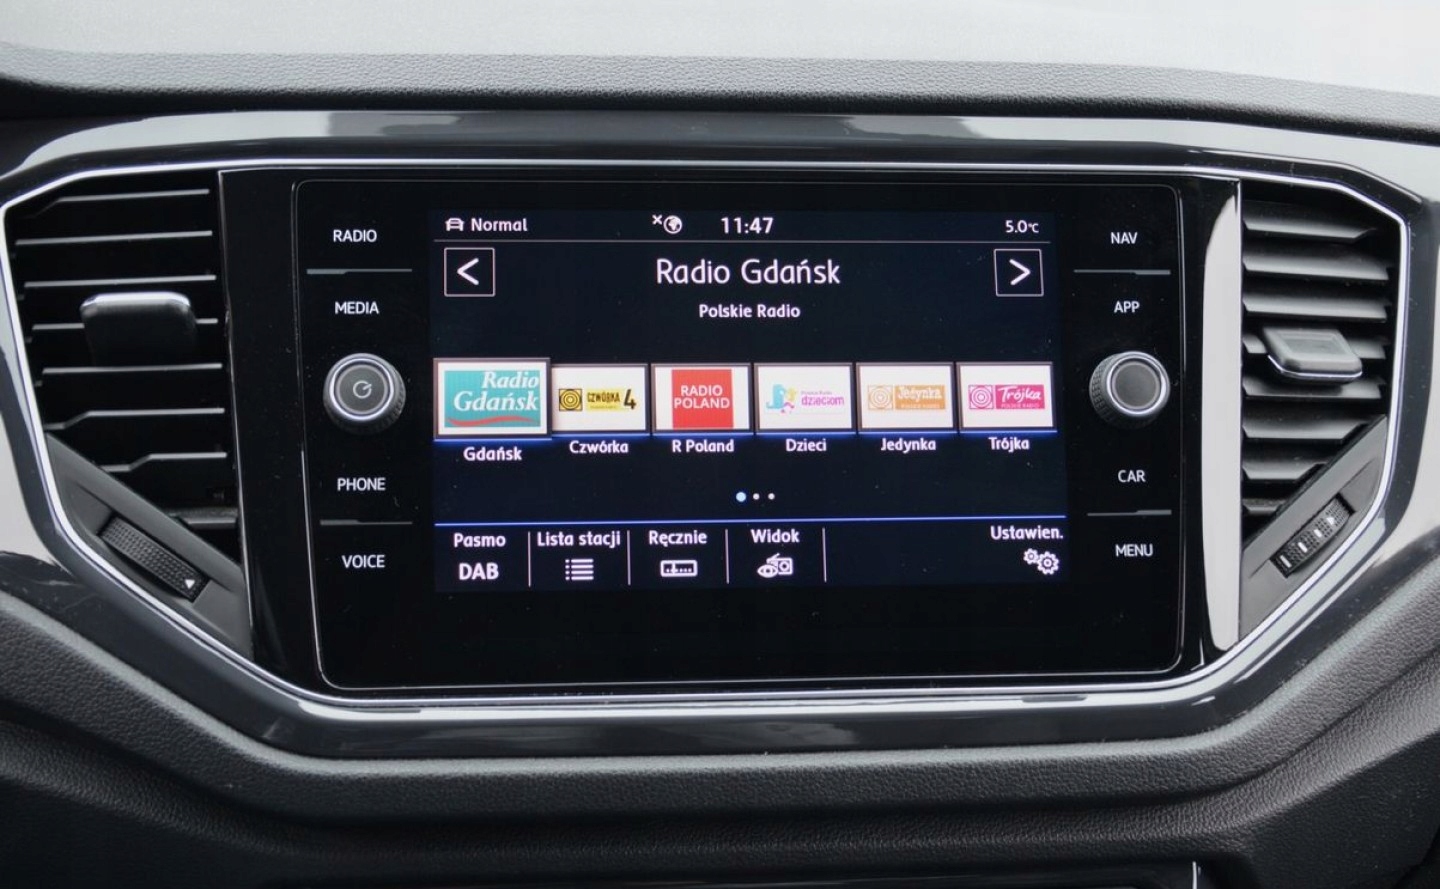 RADIO
MEDIA
PHONE
VOICE
Normal
11:47
5.0°C
<
Radio Gdańsk
>
Polskie Radio
Radio
Gdańsk
CZWÓRKA 4
RADIO
POLAND
dzieciom
Jedynka
Trójka
Gdańsk
Czwórka
R Poland
Dzieci
Jedynka
Trójka
Pasmo
DAB
Lista stacji
Ręcznie
Widok
Ustawien.
NAV
APP
CAR
MENU